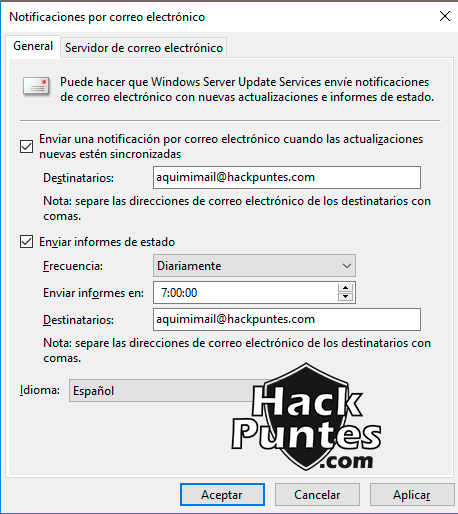 Notificaciones por correo electrónico
General
Servidor de correo electrónico
Puede hacer que Windows Server Update Services envíe notificaciones
de correo electrónico con nuevas actualizaciones e informes de estado.
Enviar una notificación por correo electrónico cuando las actualizaciones
nuevas estén sincronizadas
Destinatarios: aquimimail@hackpuntes.com
Nota: separe las direcciones de correo electrónico de los destinatarios con
comas.
Enviar informes de estado
Frecuencia: Diariamente
Enviar informes en: 7:00:00
Destinatarios: aquimimail@hackpuntes.com
Nota: separe las direcciones de correo electrónico de los destinatarios con
comas.
Idioma: Español
Hack
Puntes
.com
Aceptar Cancelar Aplicar